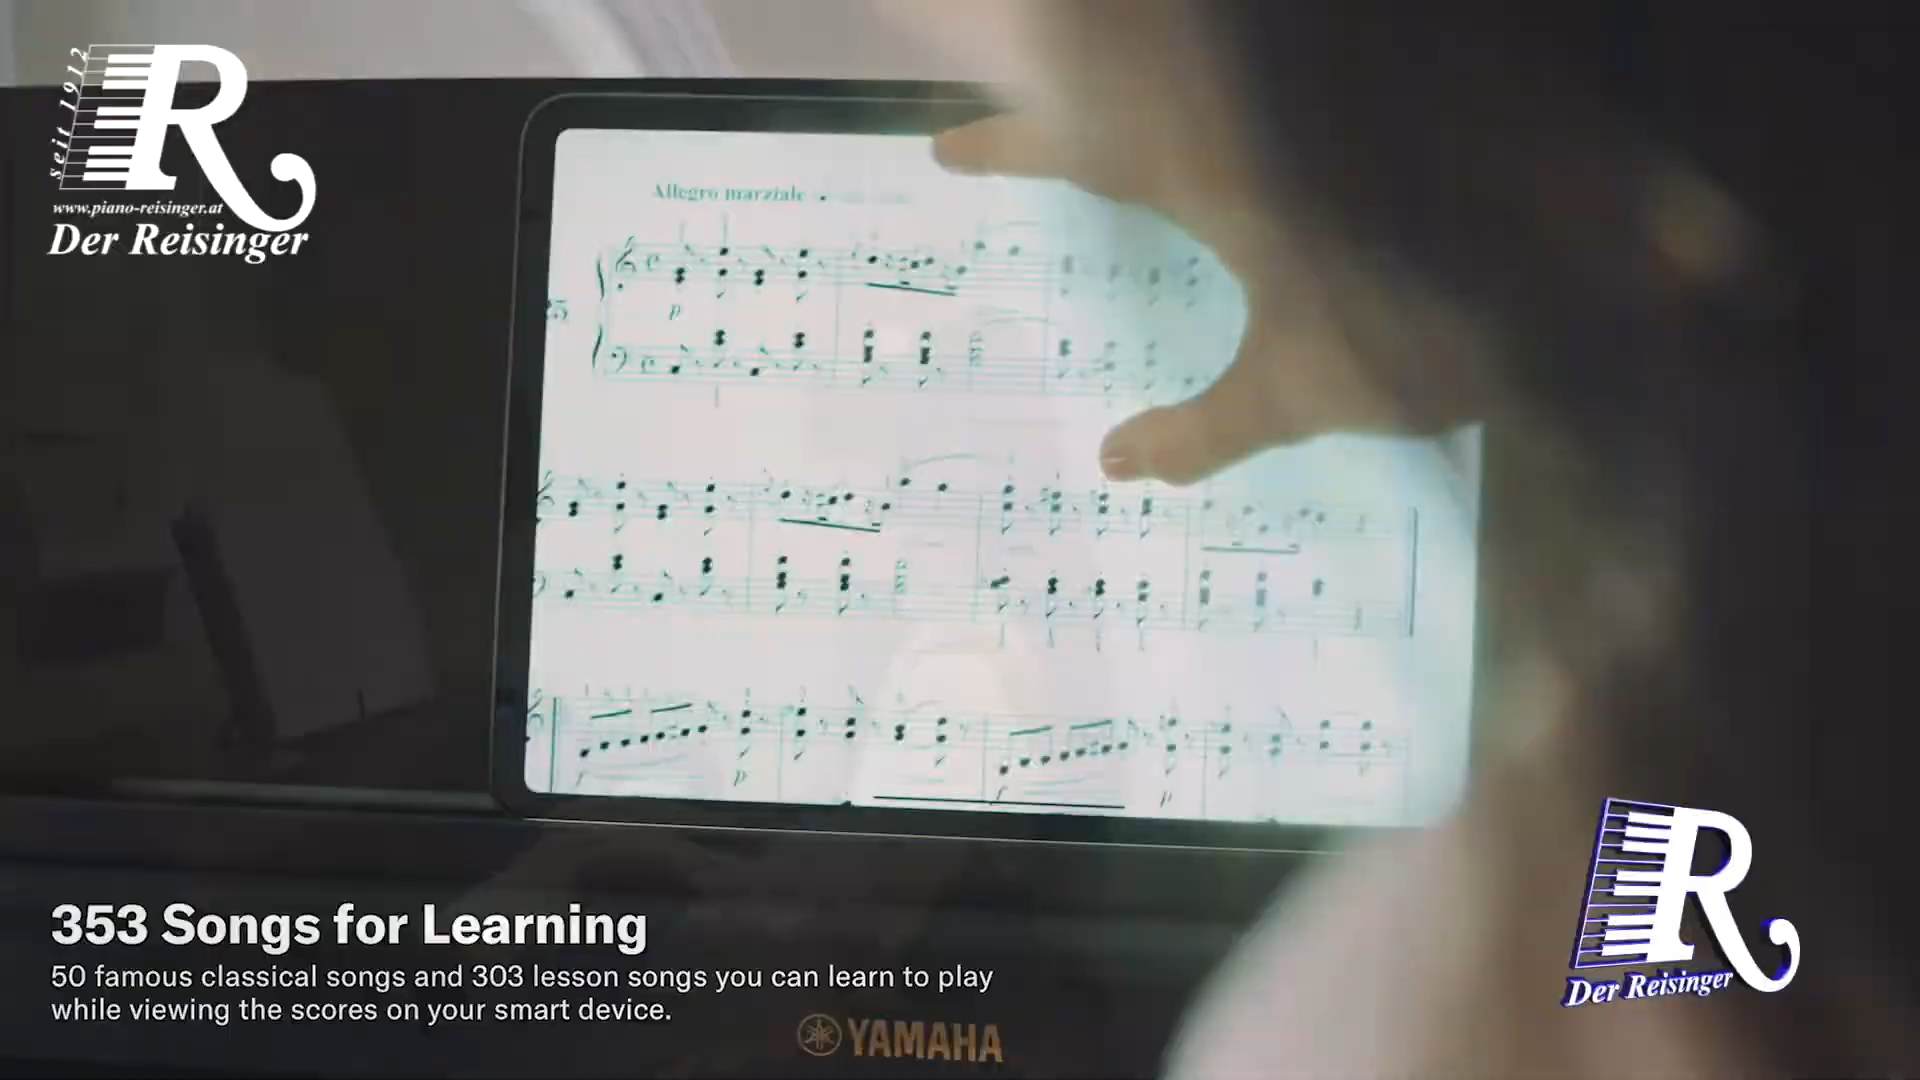 seit 1912
R
www.piano-reisinger.at
Der Reisinger
Allegro marziale
p
p
p
353 Songs for Learning
50 famous classical songs and 303 lesson songs you can learn to play
while viewing the scores on your smart device.
YAMAHA
R
Der Reisinger